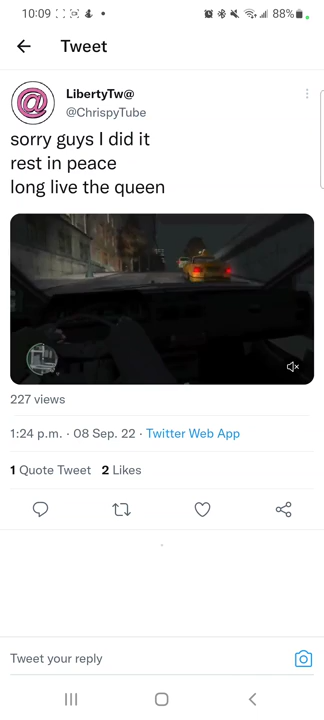 10:09
88%
Tweet
LibertyTw@
@ChrispyTube
sorry guys I did it
rest in peace
long live the queen
227 views
1:24 p.m. · 08 Sep. 22 · Twitter Web App
1 Quote Tweet 2 Likes
Tweet your reply